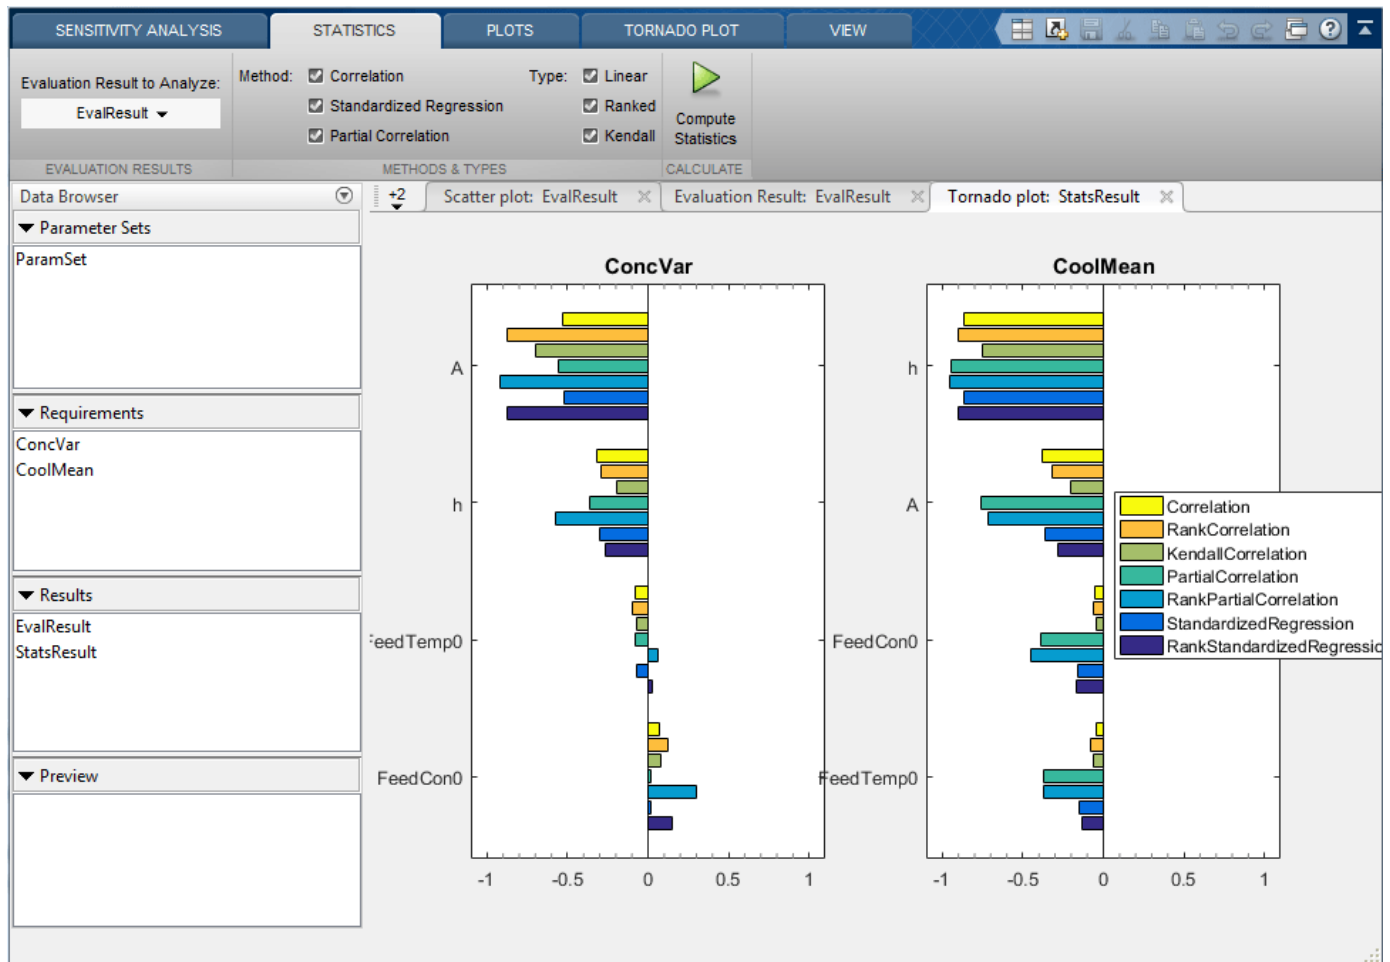 SENSITIVITY ANALYSIS STATISTICS PLOTS TORNADO PLOT VIEW
Evaluation Result to Analyze:
EvalResult
EVALUATION RESULTS
Method: Correlation
Standardized Regression
Partial Correlation
Type: Linear
Ranked
Kendall
METHODS & TYPES
Compute
Statistics
CALCULATE
Data Browser
+2 Scatter plot: EvalResult Evaluation Result: EvalResult Tornado plot: StatsResult
Parameter Sets
ParamSet
Requirements
ConcVar
CoolMean
Results
EvalResult
StatsResult
Preview
ConcVar
A
h
FeedTemp0
FeedCon0
-1 -0.5 0 0.5 1
CoolMean
h
A
FeedCon0
FeedTemp0
-1 -0.5 0 0.5 1
Correlation
RankCorrelation
KendallCorrelation
PartialCorrelation
RankPartialCorrelation
StandardizedRegression
RankStandardizedRegressio